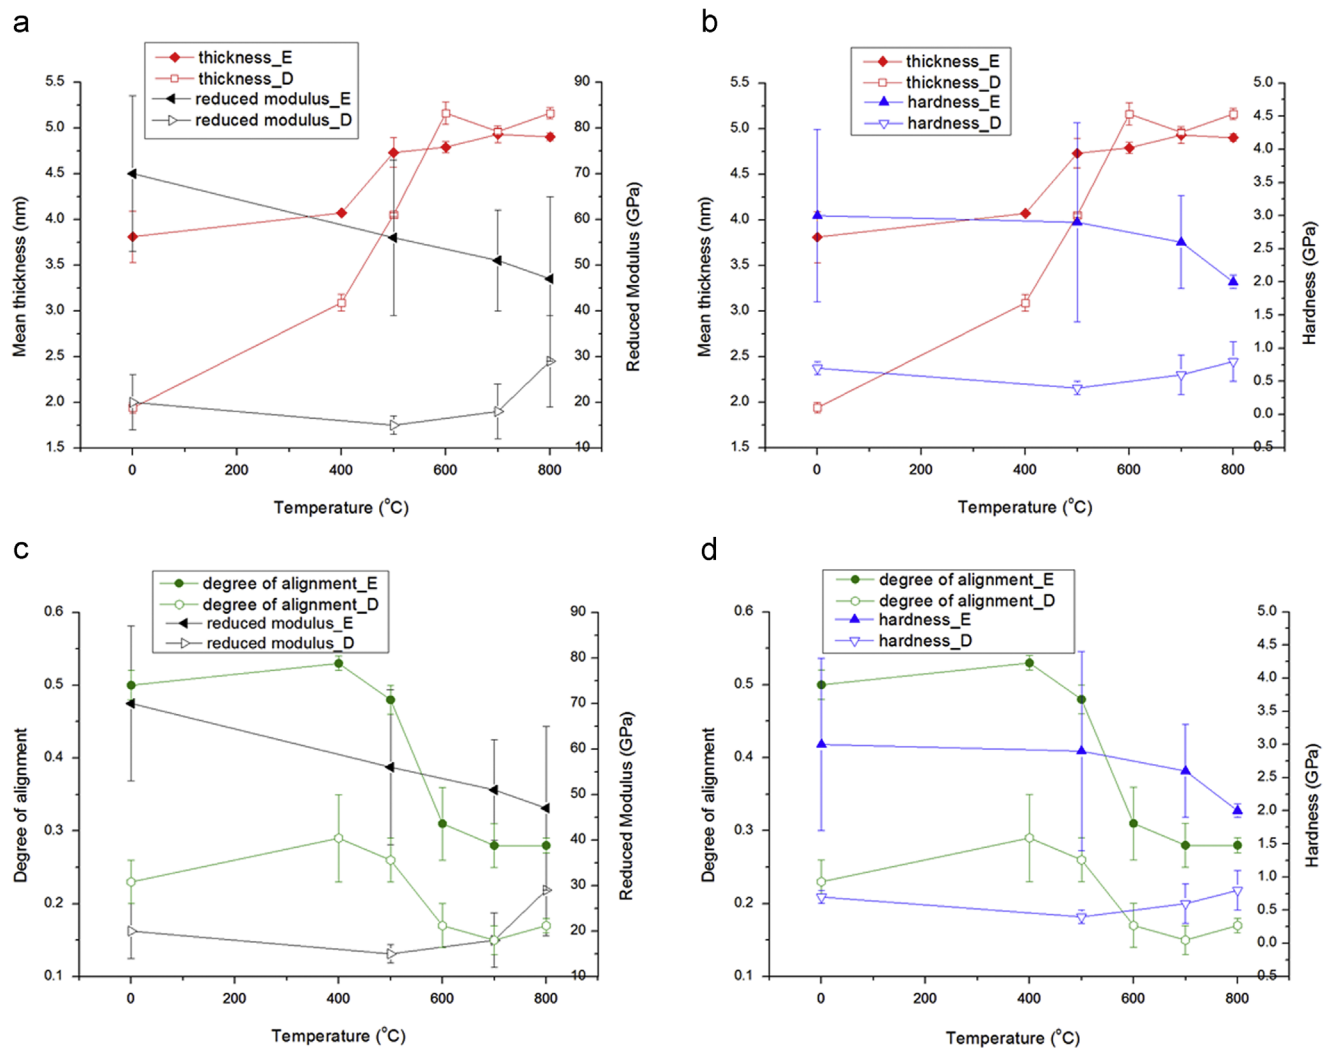 a
thickness_E
thickness_D
reduced modulus_E
reduced modulus_D
5.5
5.0
4.5
4.0
3.5
3.0
2.5
2.0
1.5
Mean thickness (nm)
90
80
70
60
50
40
30
20
10
Reduced Modulus (GPa)
0
200
400
600
800
Temperature (°C)
b
thickness_E
thickness_D
hardness_E
hardness_D
5.5
5.0
4.5
4.0
3.5
3.0
2.5
2.0
1.5
Mean thickness (nm)
5.0
4.5
4.0
3.5
3.0
2.5
2.0
1.5
1.0
0.5
0.0
0.5
Hardness (GPa)
0
200
400
600
800
Temperature (°C)
c
degree of alignment_E
degree of alignment_D
reduced modulus_E
reduced modulus_D
0.6
0.5
0.4
0.3
0.2
0.1
Degree of alignment
90
80
70
60
50
40
30
20
10
Reduced Modulus (GPa)
0
200
400
600
800
Temperature (°C)
d
degree of alignment_E
degree of alignment_D
hardness_E
hardness_D
0.6
0.5
0.4
0.3
0.2
0.1
Degree of alignment
5.0
4.5
4.0
3.5
3.0
2.5
2.0
1.5
1.0
0.5
0.0
0.5
Hardness (GPa)
0
200
400
600
800
Temperature (°C)